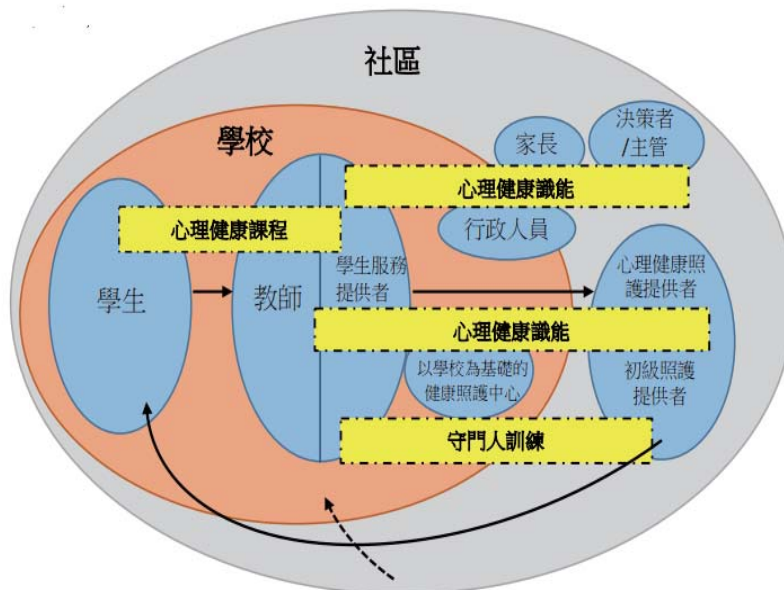 社區
學校
家長
決策者
/主管
心理健康識能
心理健康課程
行政人員
學生
教師
學生服務
提供者
心理健康照
護提供者
心理健康識能
以學校為基礎的
健康照護中心
初級照護
提供者
守門人訓練